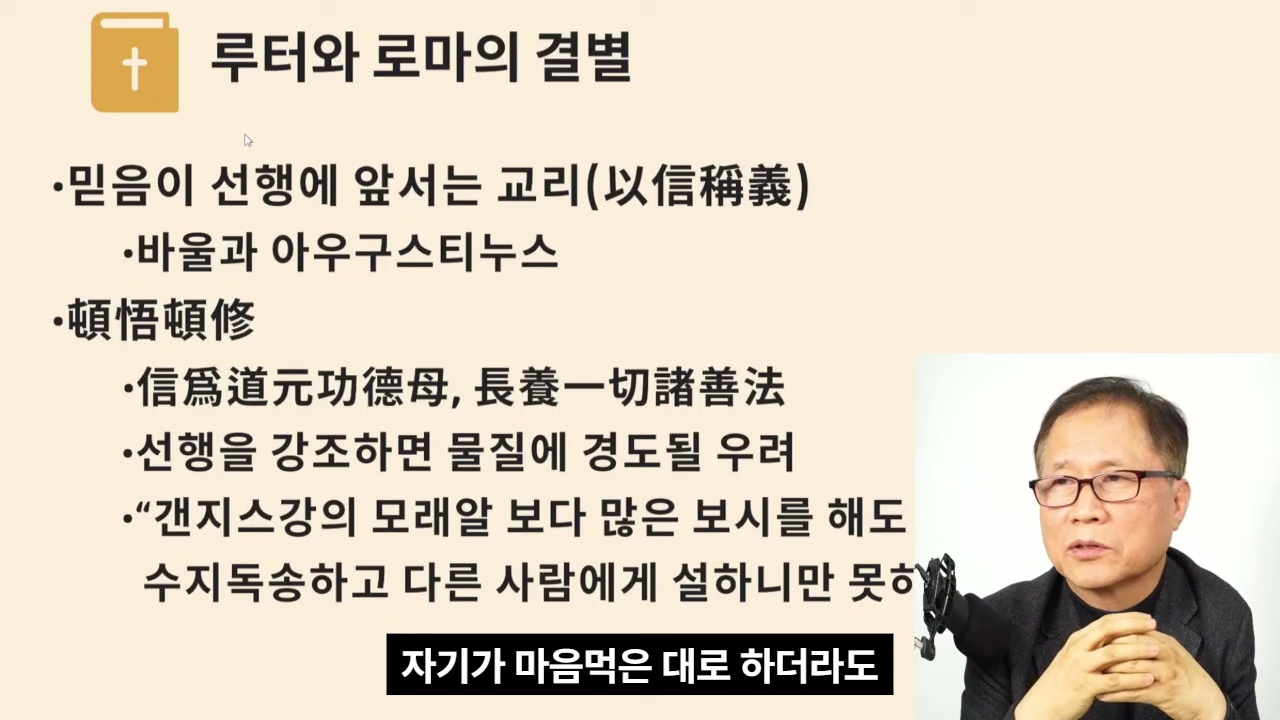 루터와 로마의 결별
•믿음이 선행에 앞서는 교리(以信稱義)
•바울과 아우구스티누스
•頓悟頓修
•信爲道元功德母, 長養一切諸善法
•선행을 강조하면 물질에 경도될 우려
•“갠지스강의 모래알 보다 많은 보시를 해도
수지독송하고 다른 사람에게 설하니만 못하
자기가 마음먹은 대로 하더라도